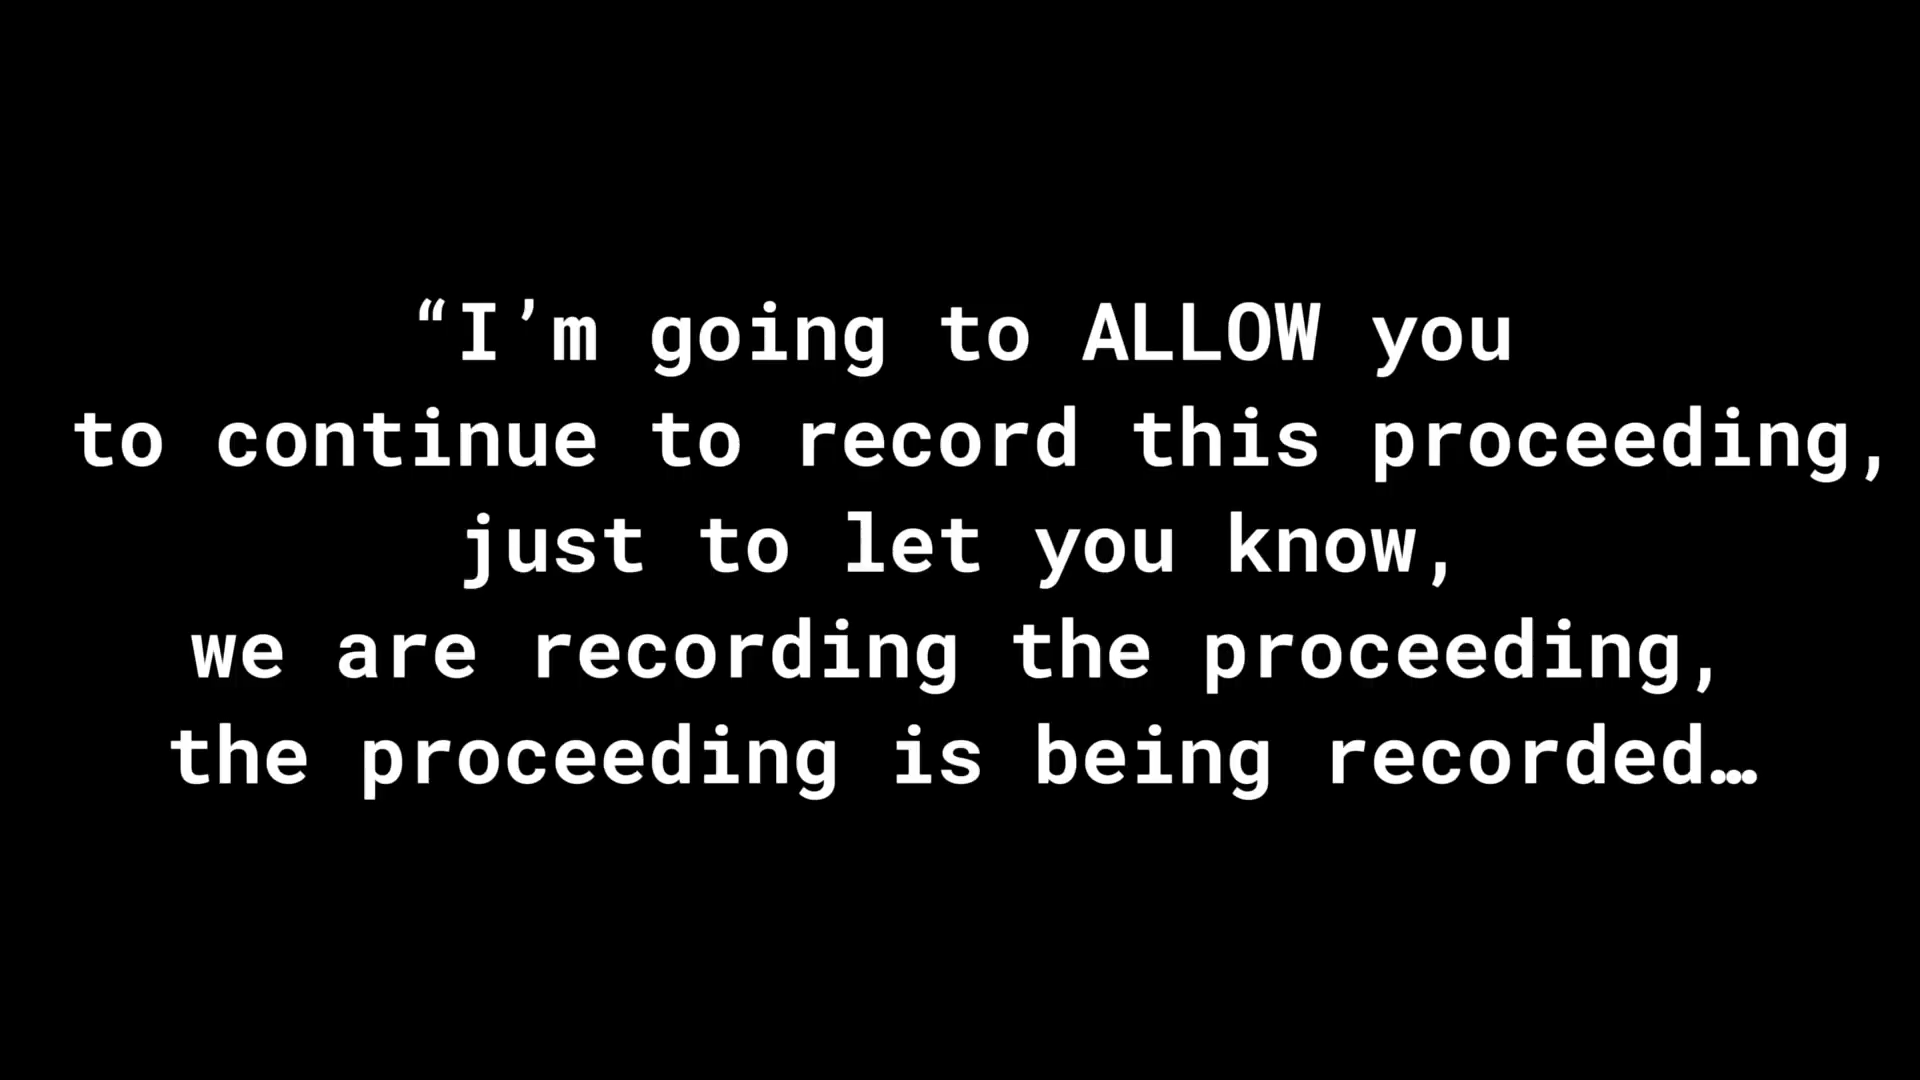 “I’m going to ALLOW you
to continue to record this proceeding,
just to let you know,
we are recording the proceeding,
the proceeding is being recorded…